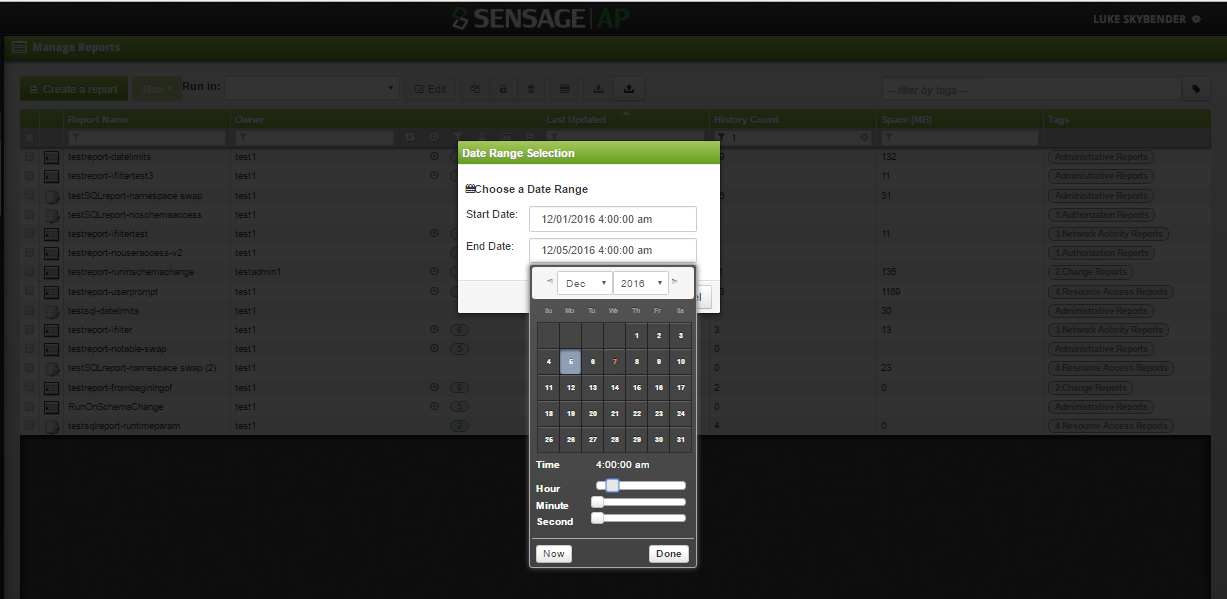 SENSAGE AP
LUKE SKYBENDER
Manage Reports
Create a report Run Run in: Edit -- filter by tags --
Report Name Owner Last Updated History Count Space (MB) Tags
1
testreport-datelimits test1 132 Administrative Reports
testreport-\filtertest3 test1 11 Administrative Reports
testSQLreport-namespace swap test1 31 Administrative Reports
testSQLreport-noschemaaccess test1 1.Authorization Reports
testreport-\filtertest test1 11 3.Network Activity Reports
testreport-nouseraccess-v2 test1 1.Authorization Reports
testreport-runinschemachange testadmin1 135 2.Change Reports
testreport-userprompt test1 1169 4.Resource Access Reports
testsql-datelimits test1 30 Administrative Reports
testreport-\filter test1 6 3 13 3.Network Activity Reports
testreport-notable-swap test1 5 0 Administrative Reports
testSQLreport-namespace swap (2) test1 0 23 4.Resource Access Reports
testreport-frombeginingof test1 6 2 0 2.Change Reports
RunOnSchemaChange test1 5 0 Administrative Reports
testsqlreport-runtimeparam test1 2 4 0 4.Resource Access Reports
Date Range Selection
Choose a Date Range
Start Date: 12/01/2016 4:00:00 am
End Date: 12/05/2016 4:00:00 am
Dec 2016
Su Mo Tu We Th Fr Sa
1 2 3
4 5 6 7 8 9 10
11 12 13 14 15 16 17
18 19 20 21 22 23 24
25 26 27 28 29 30 31
Time 4:00:00 am
Hour
Minute
Second
Now Done